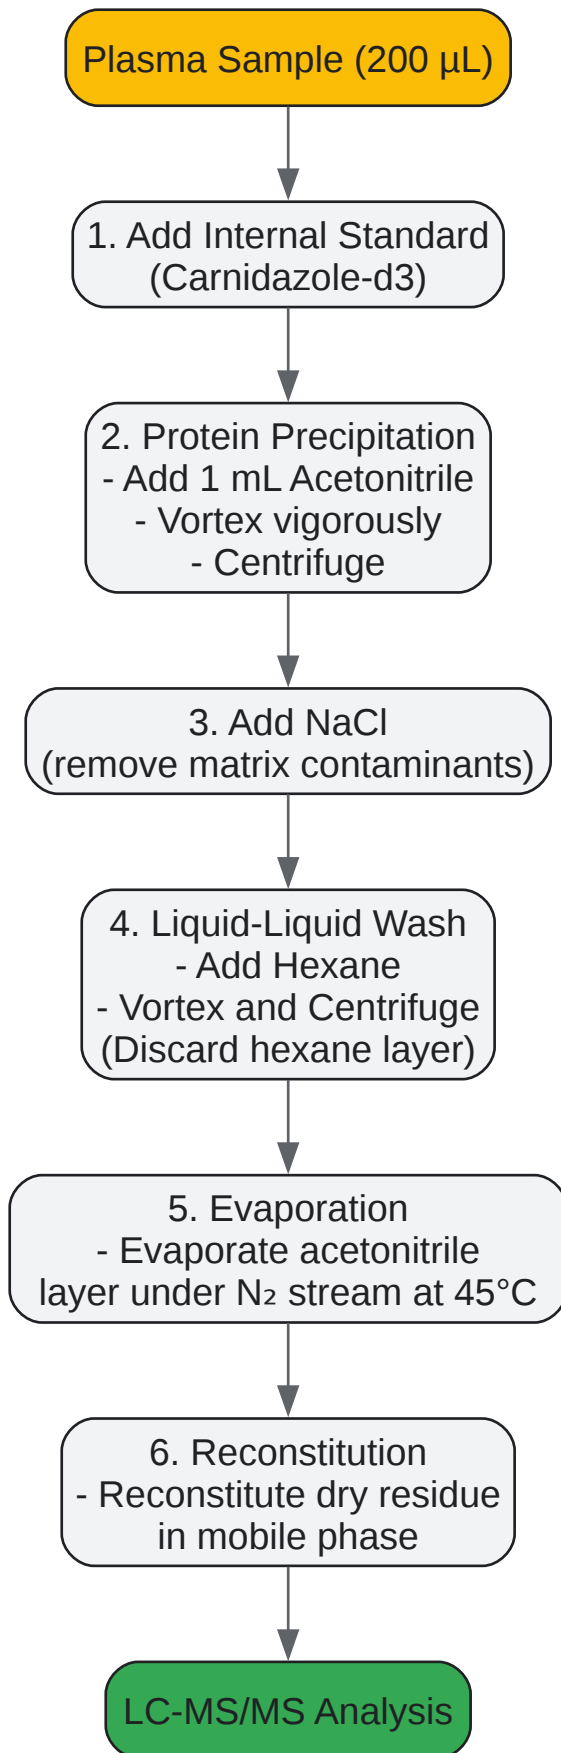 Plasma Sample (200 µL)
1. Add Internal Standard
(Carnidazole-d3)
2. Protein Precipitation
- Add 1 mL Acetonitrile
- Vortex vigorously
- Centrifuge
3. Add NaCl
(remove matrix contaminants)
4. Liquid-Liquid Wash
- Add Hexane
- Vortex and Centrifuge
(Discard hexane layer)
5. Evaporation
- Evaporate acetonitrile
layer under N₂ stream at 45°C
6. Reconstitution
- Reconstitute dry residue
in mobile phase
LC-MS/MS Analysis